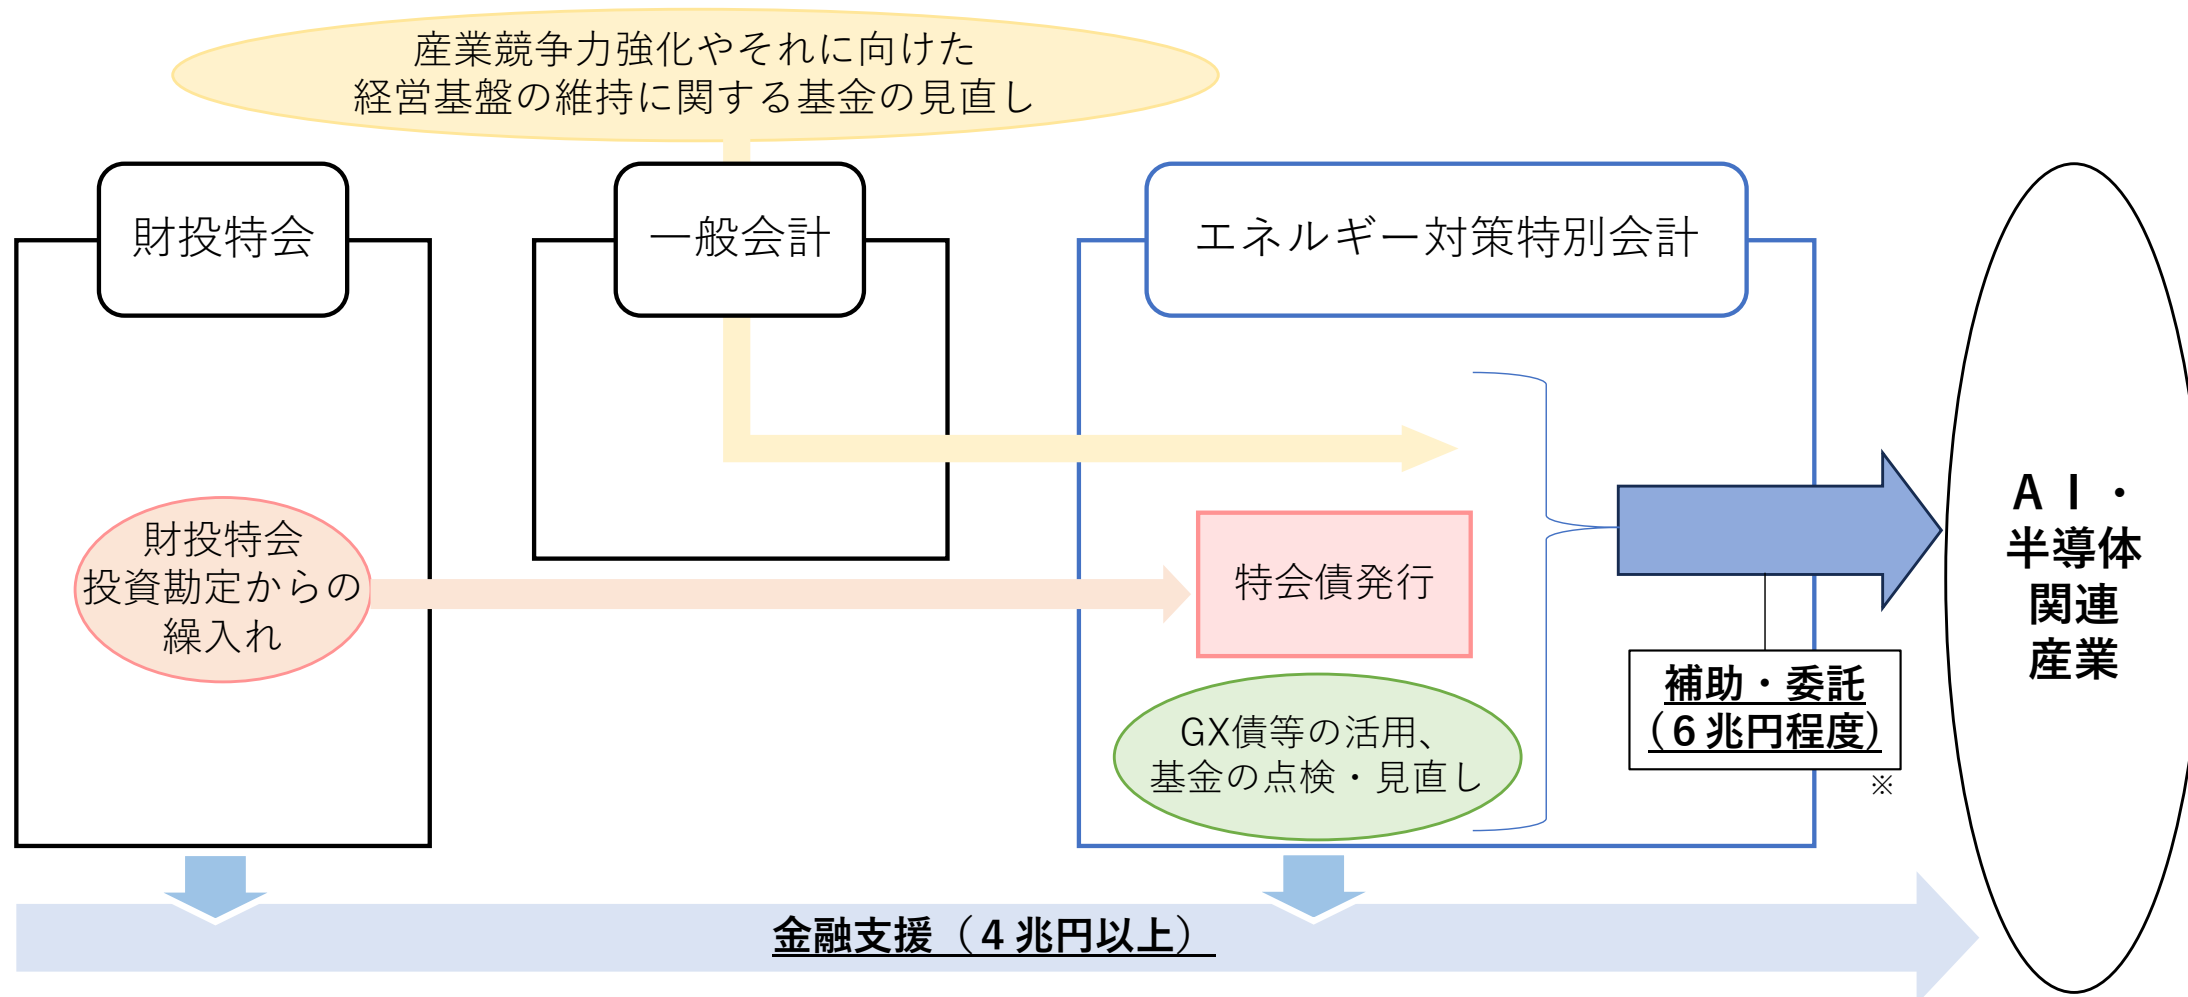 産業競争力強化やそれに向けた
経営基盤の維持に関する基金の見直し
財投特会
一般会計
エネルギー対策特別会計
財投特会
投資勘定からの
繰入れ
特会債発行
GX債等の活用、
基金の点検・見直し
補助・委託
（６兆円程度）
※
ＡＩ・
半導体
関連
産業
金融支援（４兆円以上）